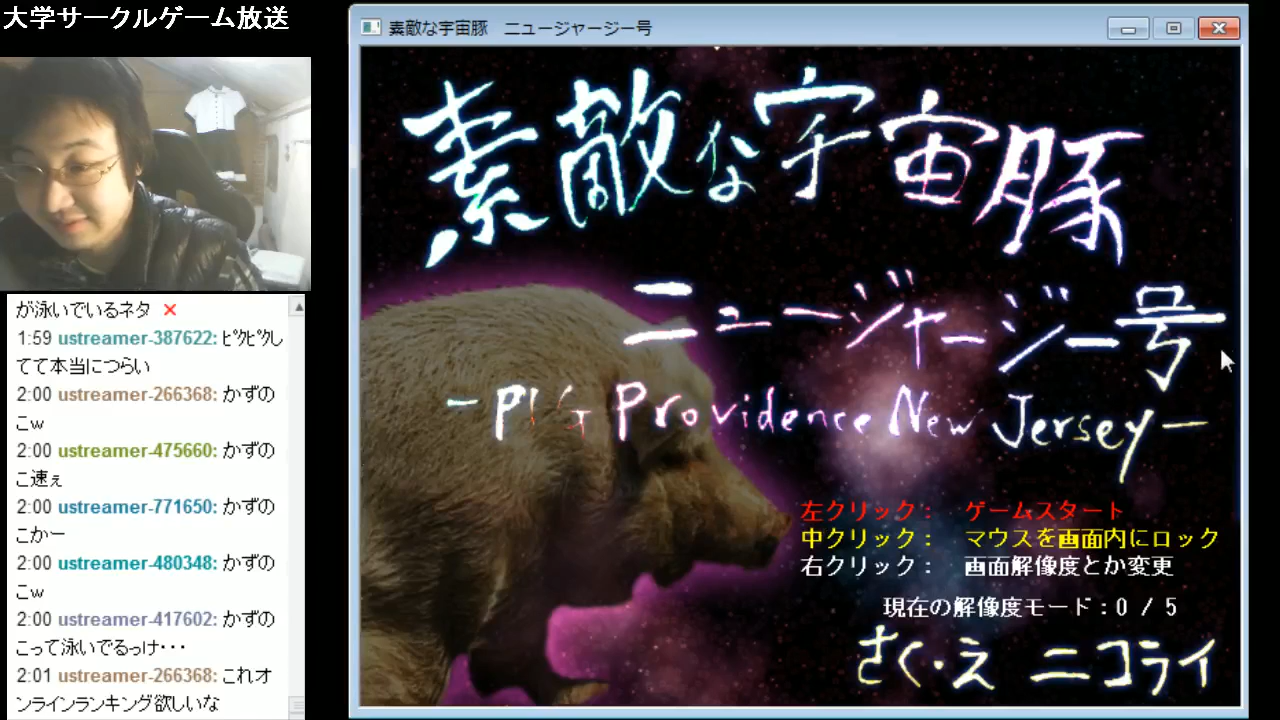 大学サークルゲーム放送
が泳いでいるネタ
1:59 ustreamer-387622: ﾋﾟｸﾋﾟｸし
てて本当につらい
2:00 ustreamer-266368: かずの
こw
2:00 ustreamer-475660: かずの
こ速ぇ
2:00 ustreamer-771650: かずの
こかー
2:00 ustreamer-480348: かずの
こw
2:00 ustreamer-417602: かずの
こって泳いでるっけ・・・
2:01 ustreamer-266368: これオ
ンラインランキング欲しいな
素敵な宇宙豚　ニュージャージー号
素敵な宇宙豚
ニュージャージー号
-PIG Providence New Jersey-
左クリック：　ゲームスタート
中クリック：　マウスを画面内にロック
右クリック：　画面解像度とか変更
現在の解像度モード：0 / 5
さく・え ニコライ